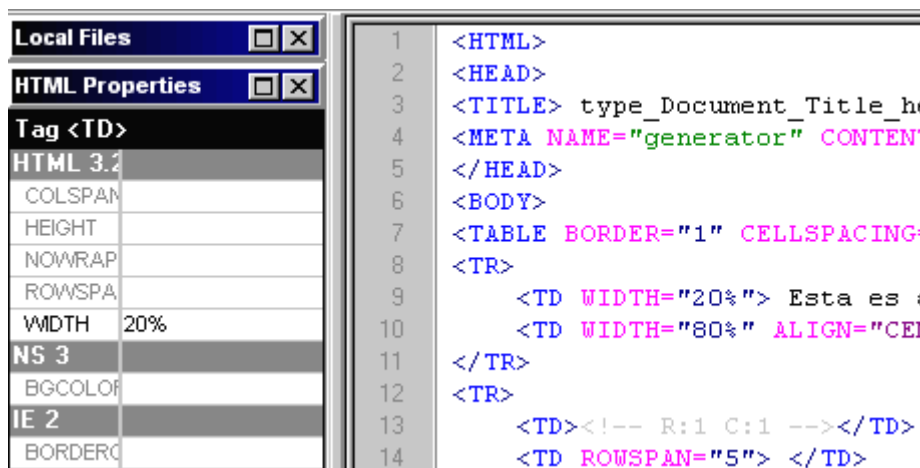 Local Files
HTML Properties
Tag <TD>
HTML 3.2
COLSPAN
HEIGHT
NOWRAP
ROWSPA
WIDTH 20%
NS 3
BGCOLOR
IE 2
BORDERC
1 <HTML>
2 <HEAD>
3 <TITLE> type_Document_Title_he
4 <META NAME="generator" CONTENT
5 </HEAD>
6 <BODY>
7 <TABLE BORDER="1" CELLSPACING=
8 <TR>
9 <TD WIDTH="20%"> Esta es a
10 <TD WIDTH="80%" ALIGN="CEN
11 </TR>
12 <TR>
13 <TD><!-- R:1 C:1 --></TD>
14 <TD ROWSPAN="5"> </TD>